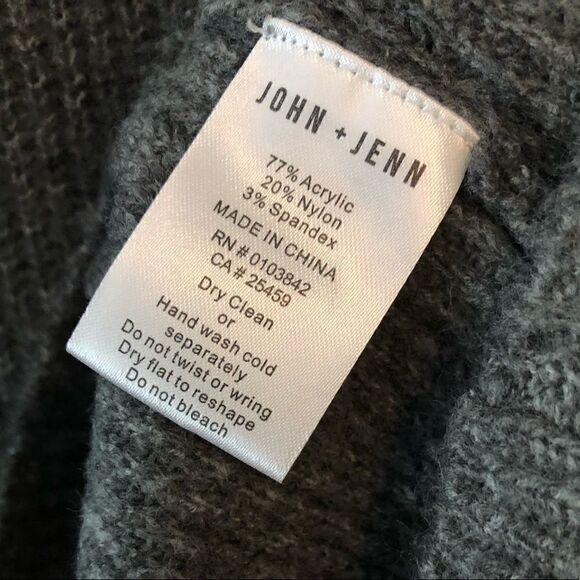 JOHN + JENN
77% Acrylic
20% Nylon
3% Spandex
MADE IN CHINA
RN # 0103842
CA # 25459
Dry Clean
or
Hand wash cold
separately
Do not twist or wring
Dry flat to reshape
Do not bleach